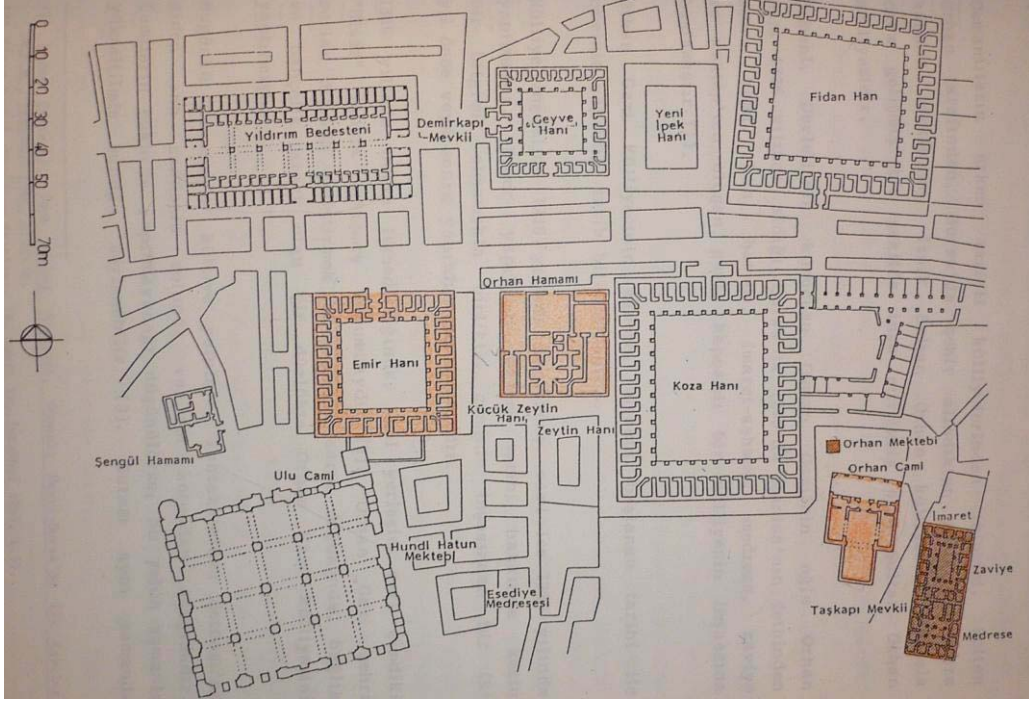 0
10
20
30
40
50
70m
Yıldırım Bedesteni
Demirkapı
Mevkii
Geyve
Hanı
Yeni
İpek
Hanı
Fidan Han
Orhan Hamamı
Emir Hanı
Koza Hanı
Küçük Zeytin
Hanı
Zeytin Hanı
Şengül Hamamı
Ulu Cami
Orhan Mektebi
Orhan Cami
İmaret
Zaviye
Hundi Hatun
Mektebi
Esediye
Medresesi
Taşkapı Mevkii
Medrese